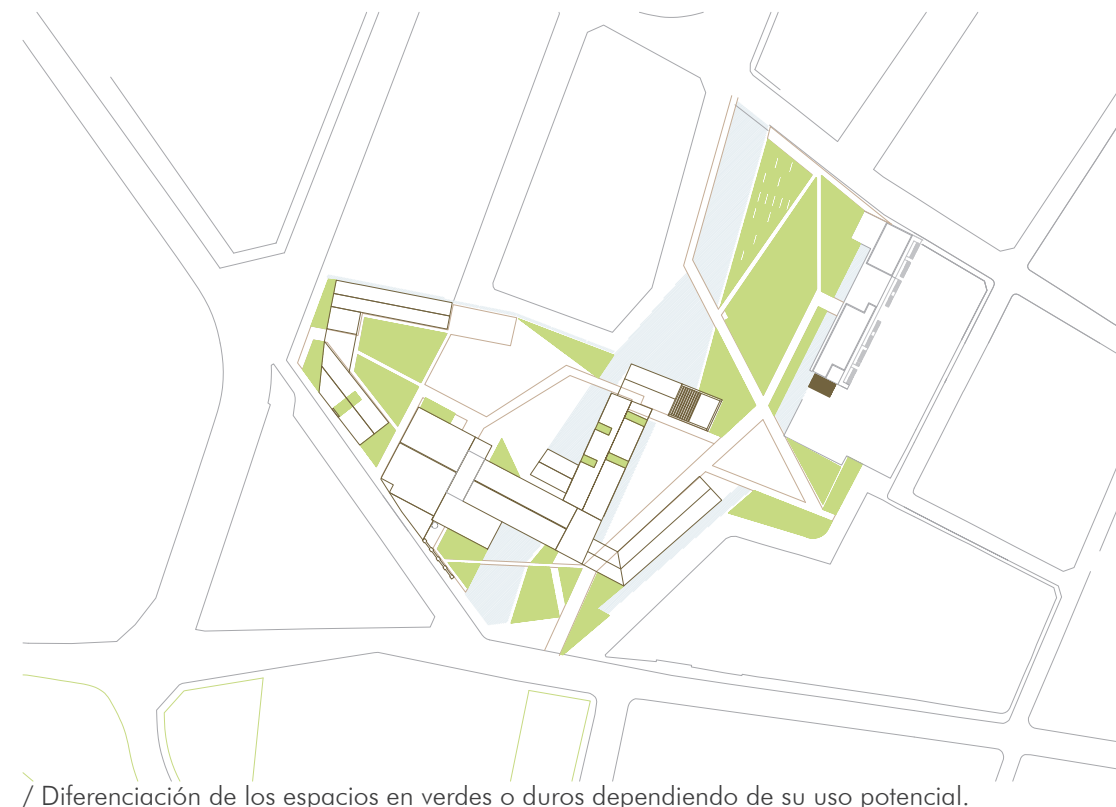 / Diferenciación de los espacios en verdes o duros dependiendo de su uso potencial.